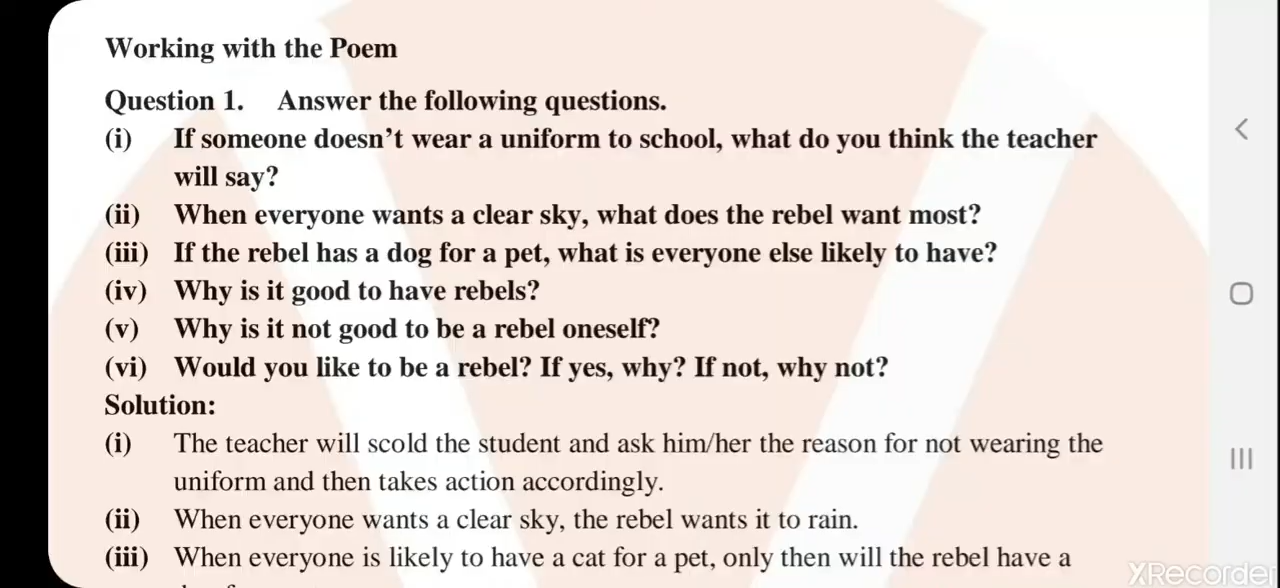 Working with the Poem
Question 1. Answer the following questions.
(i) If someone doesn’t wear a uniform to school, what do you think the teacher
will say?
(ii) When everyone wants a clear sky, what does the rebel want most?
(iii) If the rebel has a dog for a pet, what is everyone else likely to have?
(iv) Why is it good to have rebels?
(v) Why is it not good to be a rebel oneself?
(vi) Would you like to be a rebel? If yes, why? If not, why not?
Solution:
(i) The teacher will scold the student and ask him/her the reason for not wearing the
uniform and then takes action accordingly.
(ii) When everyone wants a clear sky, the rebel wants it to rain.
(iii) When everyone is likely to have a cat for a pet, only then will the rebel have a
XRecorder